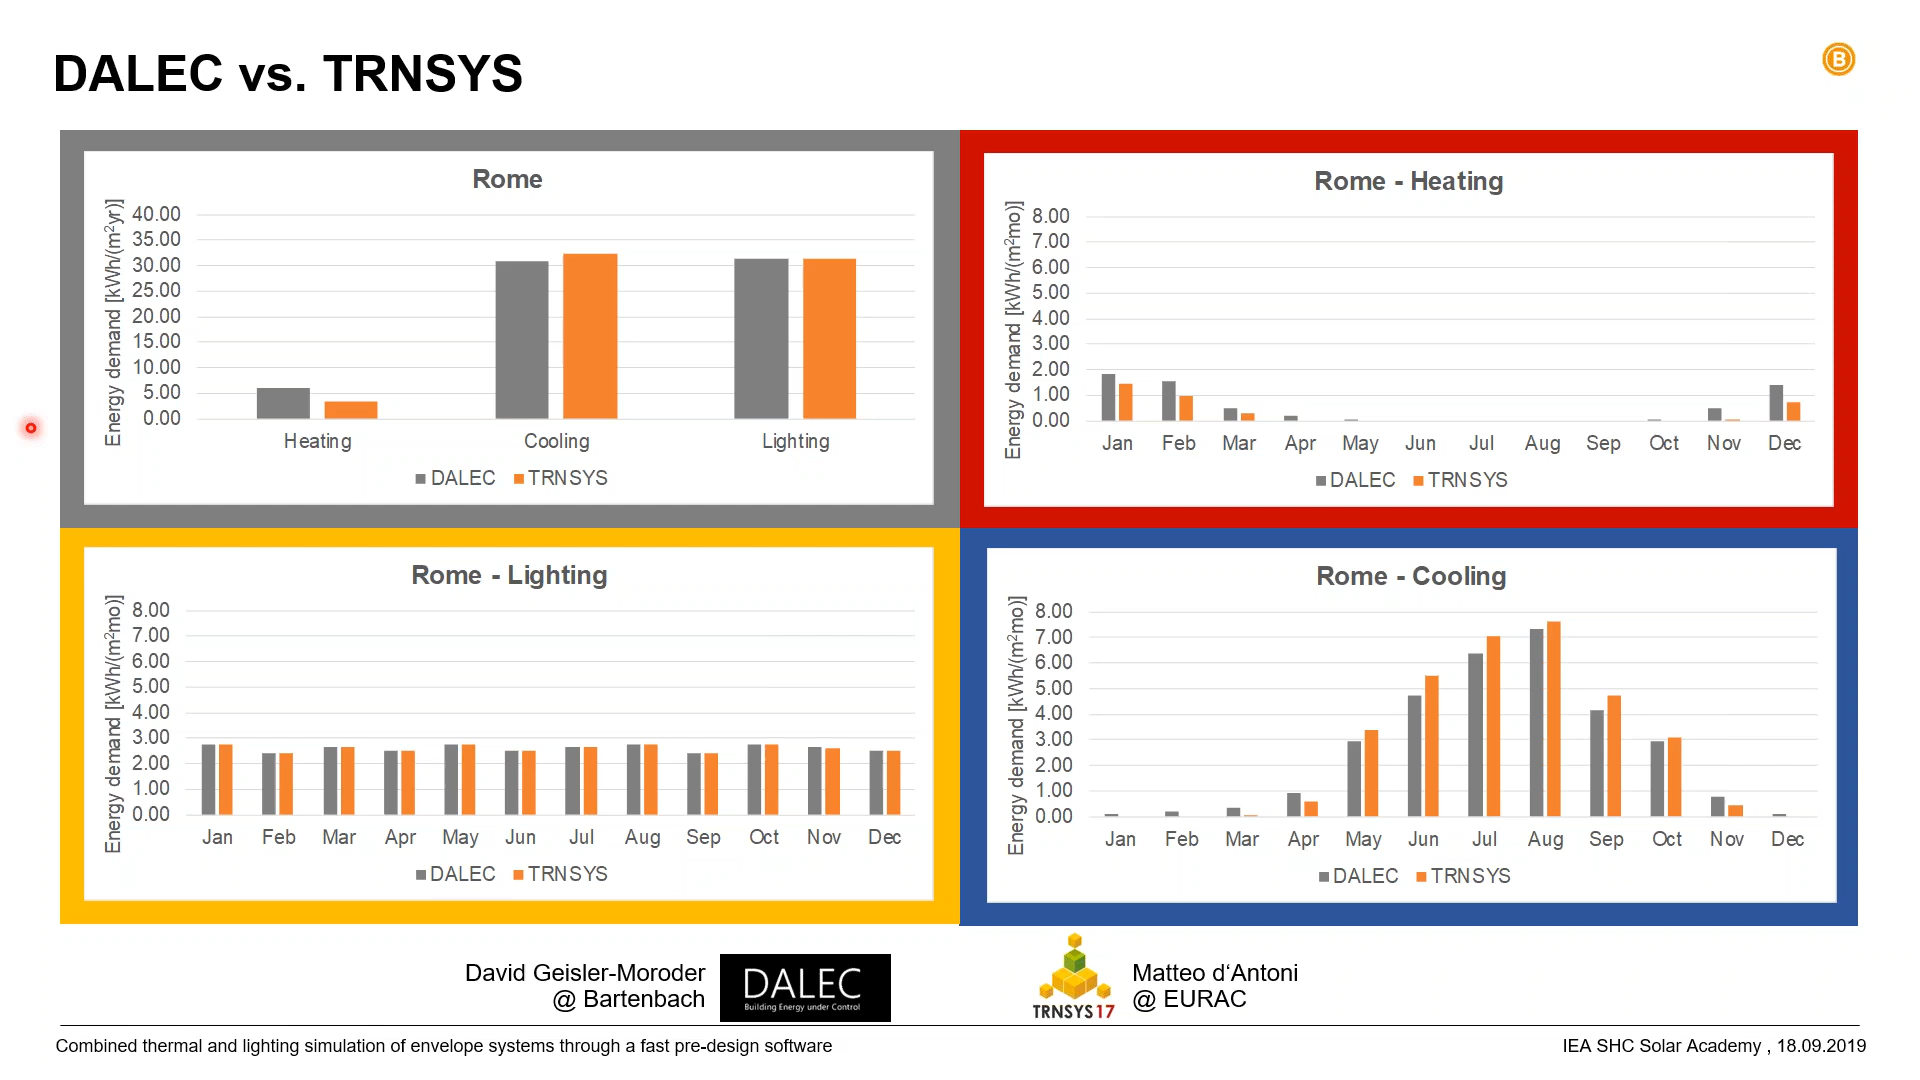 DALEC vs. TRNSYS
B
Rome
Energy demand [kWh/(m²yr)]
40.00
35.00
30.00
25.00
20.00
15.00
10.00
5.00
0.00
Heating Cooling Lighting
DALEC TRNSYS
Rome - Heating
Energy demand [kWh/(m²mo)]
8.00
7.00
6.00
5.00
4.00
3.00
2.00
1.00
0.00
Jan Feb Mar Apr May Jun Jul Aug Sep Oct Nov Dec
DALEC TRNSYS
Rome - Lighting
Energy demand [kWh/(m²mo)]
8.00
7.00
6.00
5.00
4.00
3.00
2.00
1.00
0.00
Jan Feb Mar Apr May Jun Jul Aug Sep Oct Nov Dec
DALEC TRNSYS
Rome - Cooling
Energy demand [kWh/(m²mo)]
8.00
7.00
6.00
5.00
4.00
3.00
2.00
1.00
0.00
Jan Feb Mar Apr May Jun Jul Aug Sep Oct Nov Dec
DALEC TRNSYS
David Geisler-Moroder
@ Bartenbach
DALEC
Building Energy under Control
TRNSYS17
Matteo d‘Antoni
@ EURAC
Combined thermal and lighting simulation of envelope systems through a fast pre-design software
IEA SHC Solar Academy , 18.09.2019